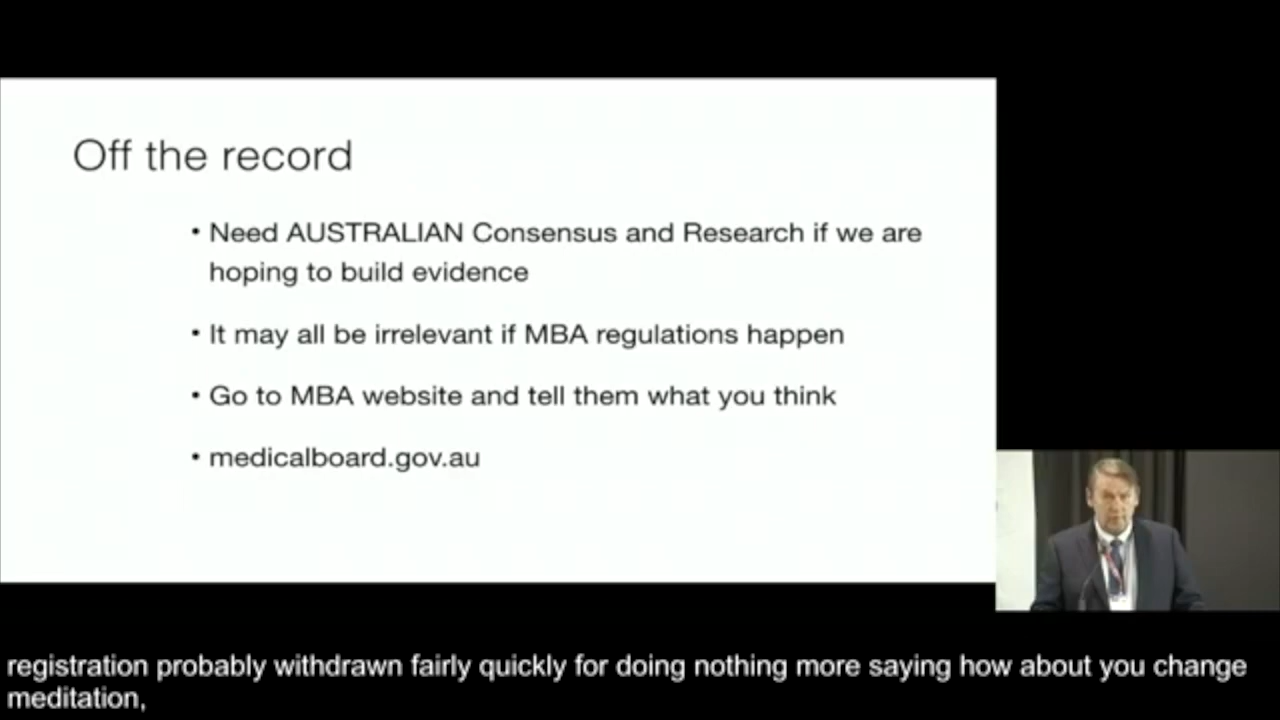 Off the record
• Need AUSTRALIAN Consensus and Research if we are
hoping to build evidence
• It may all be irrelevant if MBA regulations happen
• Go to MBA website and tell them what you think
• medicalboard.gov.au
registration probably withdrawn fairly quickly for doing nothing more saying how about you change
meditation,